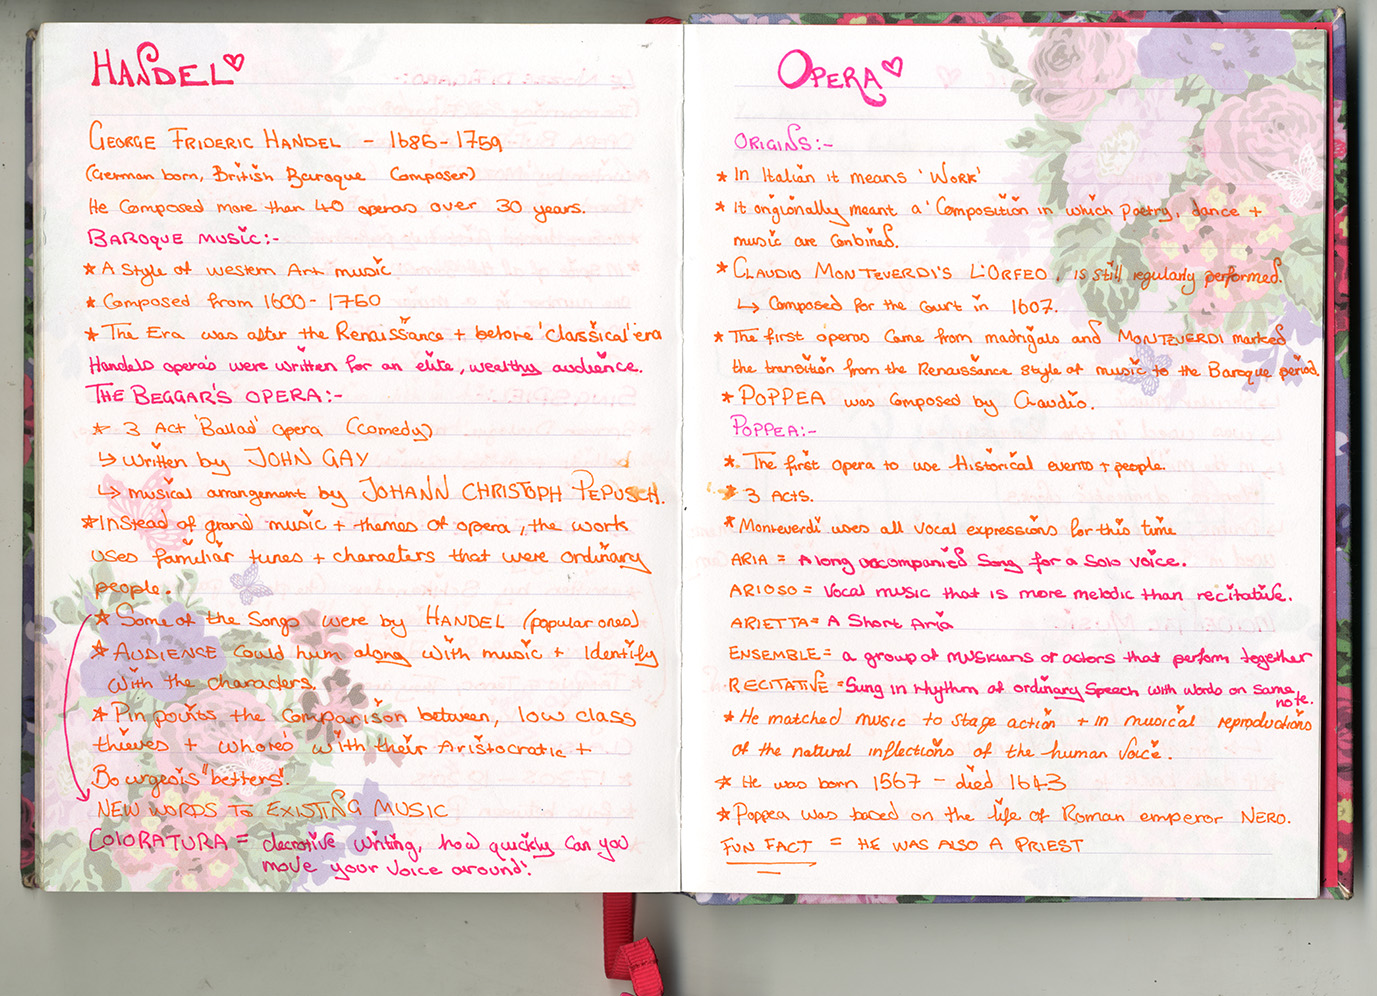 HANDEL
GEORGE FRIDERIC HANDEL - 1686-1759
(German born, British Baroque Composer)
He Composed more than 40 operas over 30 years.
BAROQUE MUSIC:-
* A Style of western Art music
* Composed from 1600-1760
* The Era was after the Renaissance + before 'classical' era
Handels opera's were written for an elite, wealthy audience.
THE BEGGAR'S OPERA:-
* 3 Act 'Ballad' opera (comedy)
↳ written by JOHN GAY
↳ musical arrangement by JOHANN CHRISTOPH PEPUSCH.
* Instead of grand music + themes of opera, the work
uses familiar tunes + characters that were ordinary
people.
* Some of the Songs were by HANDEL (popular ones)
* AUDIENCE Could hum along with music + Identify
with the characters.
* Pin points the Comparison between, low class
thieves + whore's with their Aristocratic +
Bourgeois "betters".
NEW WORDS TO EXISTING MUSIC
COLORATURA = decrative writing, how quickly can you
move your voice around!
OPERA
ORIGINS:-
* In Italian it means 'WORK'
* It origionally meant a 'Composition in which poetry, dance +
music are combined.
* CLAUDIO MONTEVERDI'S L'ORFEO, is still regularly performed.
↳ Composed for the Court in 1607.
* The first operas Came from madrigals and MONTEVERDI marked
the transition from the Renaissance style of music to the Baroque period.
* POPPEA was Composed by Claudio.
POPPEA:-
* The first opera to use Historical events + people.
* 3 ACTS.
* Monteverdi uses all vocal expressions for this time
ARIA = A long accompanied Song for a Solo voice.
ARIOSO = Vocal music that is more melodic than recitative.
ARIETTA = A Short Aria
ENSEMBLE = a group of musicians or actors that perform together
RECITATIVE = Sung in rhythm of ordinary Speech with words on same note.
* He matched music to Stage action + in musical reproductions
of the natural inflections of the human Voice.
* He was born 1567 - died 1643
* Poppea was based on the life of Roman emperor NERO.
FUN FACT = HE WAS ALSO A PRIEST